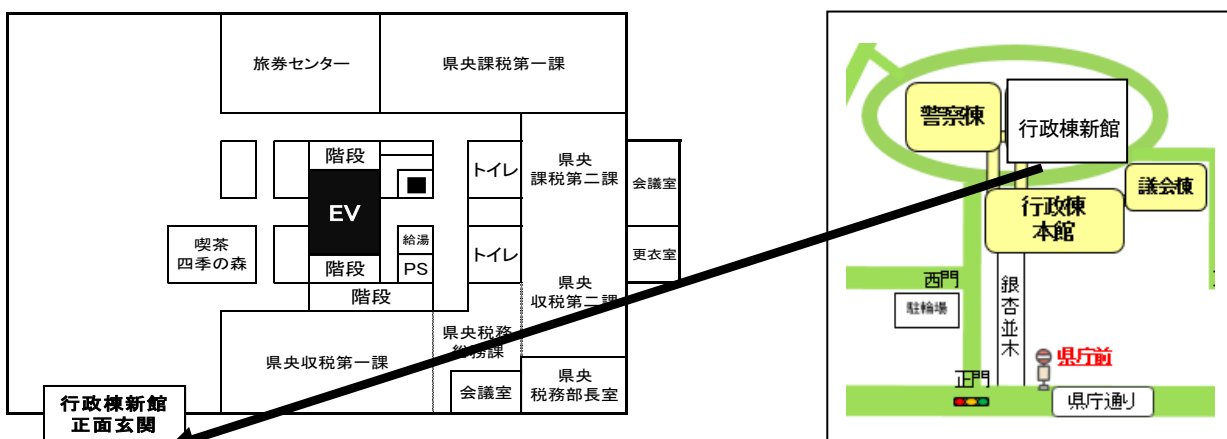 旅券センター
県央課税第一課
階段
トイレ
県央
課税第二課
会議室
EV
喫茶
四季の森
給湯
PS
トイレ
更衣室
階段
階段
県央
収税第二課
県央税務
総務課
県央収税第一課
会議室
県央
税務部長室
行政棟新館
正面玄関
警察棟
行政棟新館
議会棟
行政棟
本館
西門
駐輪場
銀杏並木
県庁前
正門
県庁通り